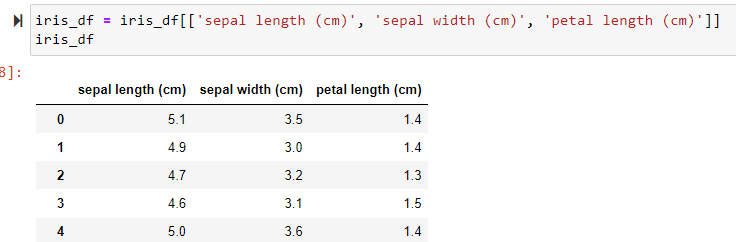 iris_df = iris_df[['sepal length (cm)', 'sepal width (cm)', 'petal length (cm)']]
iris_df
8]:
sepal length (cm) sepal width (cm) petal length (cm)
0 5.1 3.5 1.4
1 4.9 3.0 1.4
2 4.7 3.2 1.3
3 4.6 3.1 1.5
4 5.0 3.6 1.4